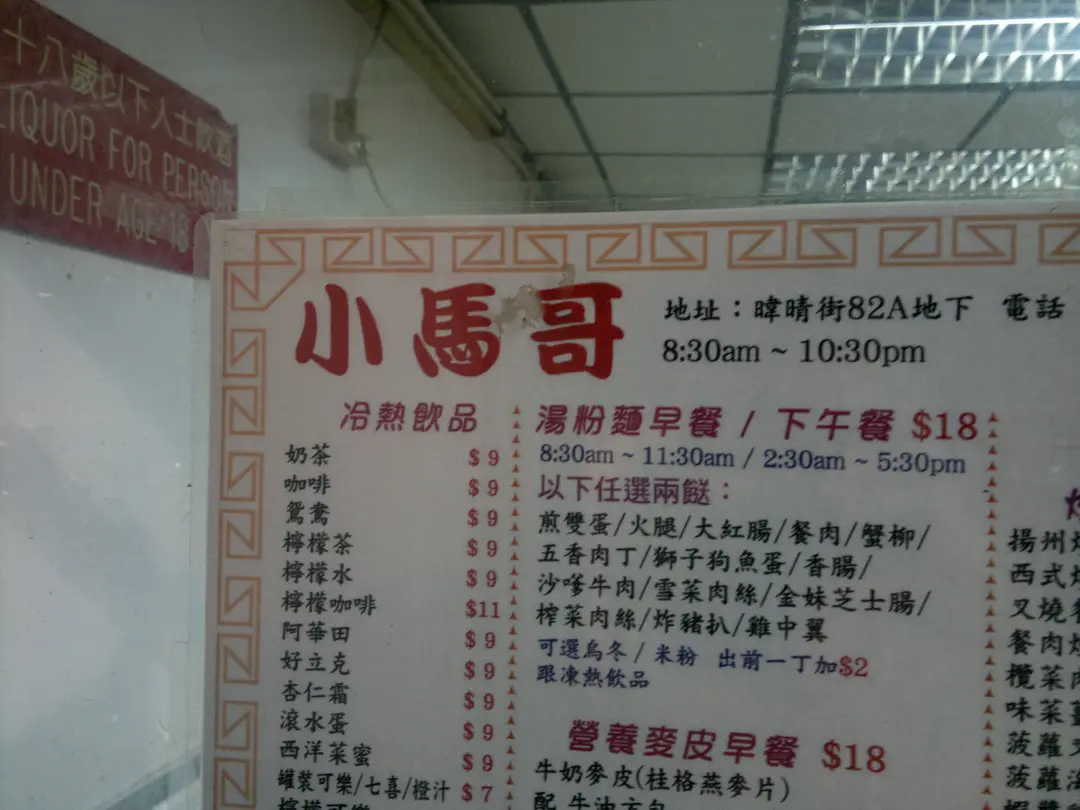 十八歲以下人士飲酒
LIQUOR FOR PERSON
UNDER AGE 18
小馬哥
地址：暐晴街82A地下 電話
8:30am ~ 10:30pm
冷熱飲品
奶茶 $9
咖啡 $9
鴛鴦 $9
檸檬茶 $9
檸檬水 $9
檸檬咖啡 $11
阿華田 $9
好立克 $9
杏仁霜 $9
滾水蛋 $9
西洋菜蜜 $9
罐裝可樂/七喜/橙汁 $7
檸檬可樂
湯粉麵早餐 / 下午餐 $18
8:30am ~ 11:30am / 2:30am ~ 5:30pm
以下任選兩餸：
煎雙蛋/火腿/大紅腸/餐肉/蟹柳/
五香肉丁/獅子狗魚蛋/香腸/
沙嗲牛肉/雪菜肉絲/金妹芝士腸/
榨菜肉絲/炸豬扒/雞中翼
可選烏冬/ 米粉 出前一丁加$2
跟凍熱飲品
營養麥皮早餐 $18
牛奶麥皮(桂格燕麥片)
配 牛油方包
揚州
西式
叉燒
餐肉
欖菜
味菜
菠蘿
菠蘿